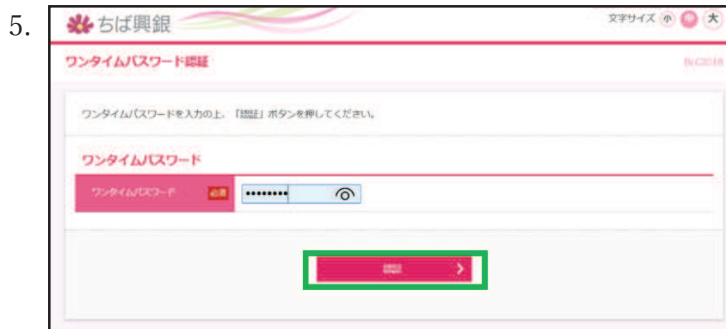 5.
ちば興銀
文字サイズ 小 中 大
ワンタイムパスワード認証
ワンタイムパスワードを入力の上、「認証」ボタンを押してください。
ワンタイムパスワード
ワンタイムパスワード 必須 ••••••••
認証